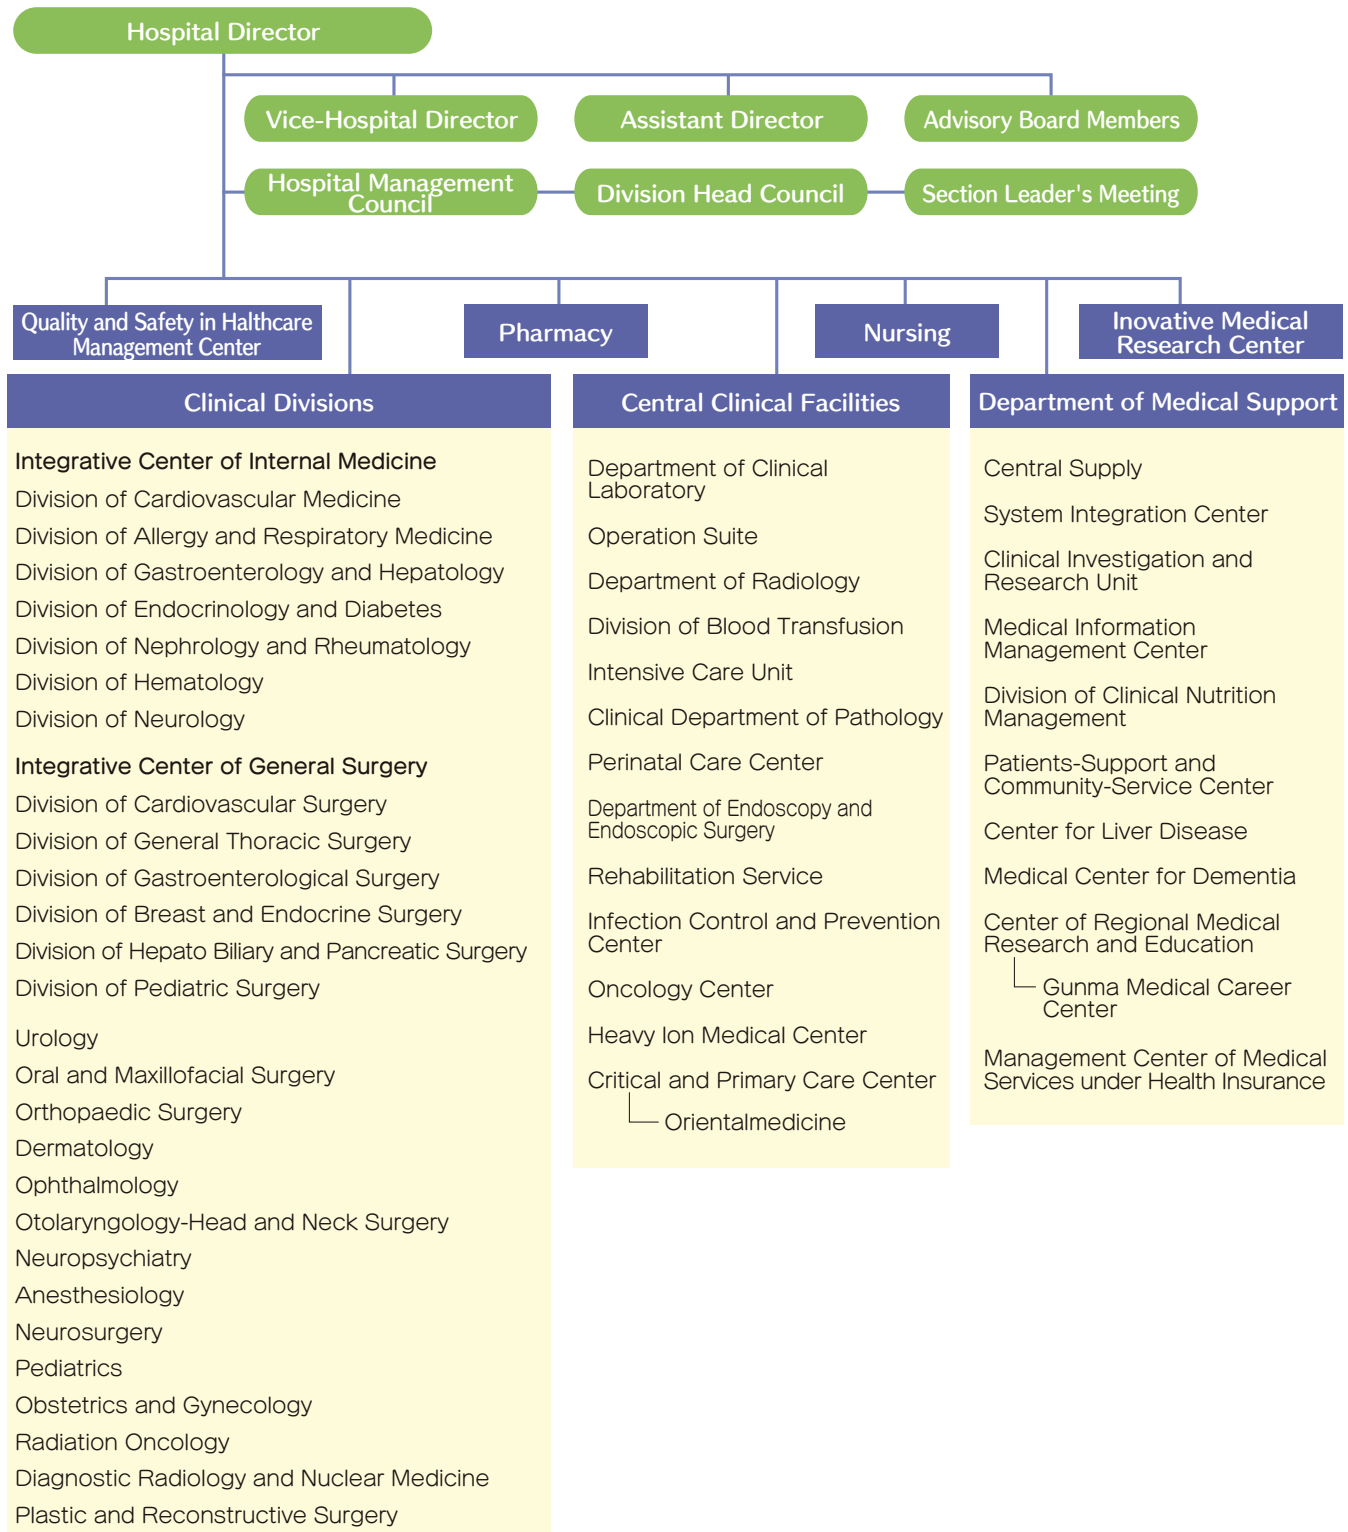 Hospital Director
Vice-Hospital Director
Assistant Director
Advisory Board Members
Hospital Management
Council
Division Head Council
Section Leader's Meeting
Quality and Safety in Halthcare
Management Center
Pharmacy
Nursing
Inovative Medical
Research Center
Clinical Divisions
Integrative Center of Internal Medicine
Division of Cardiovascular Medicine
Division of Allergy and Respiratory Medicine
Division of Gastroenterology and Hepatology
Division of Endocrinology and Diabetes
Division of Nephrology and Rheumatology
Division of Hematology
Division of Neurology
Integrative Center of General Surgery
Division of Cardiovascular Surgery
Division of General Thoracic Surgery
Division of Gastroenterological Surgery
Division of Breast and Endocrine Surgery
Division of Hepato Biliary and Pancreatic Surgery
Division of Pediatric Surgery
Urology
Oral and Maxillofacial Surgery
Orthopaedic Surgery
Dermatology
Ophthalmology
Otolaryngology-Head and Neck Surgery
Neuropsychiatry
Anesthesiology
Neurosurgery
Pediatrics
Obstetrics and Gynecology
Radiation Oncology
Diagnostic Radiology and Nuclear Medicine
Plastic and Reconstructive Surgery
Central Clinical Facilities
Department of Clinical
Laboratory
Operation Suite
Department of Radiology
Division of Blood Transfusion
Intensive Care Unit
Clinical Department of Pathology
Perinatal Care Center
Department of Endoscopy and
Endoscopic Surgery
Rehabilitation Service
Infection Control and Prevention
Center
Oncology Center
Heavy Ion Medical Center
Critical and Primary Care Center
Orientalmedicine
Department of Medical Support
Central Supply
System Integration Center
Clinical Investigation and
Research Unit
Medical Information
Management Center
Division of Clinical Nutrition
Management
Patients-Support and
Community-Service Center
Center for Liver Disease
Medical Center for Dementia
Center of Regional Medical
Research and Education
Gunma Medical Career
Center
Management Center of Medical
Services under Health Insurance